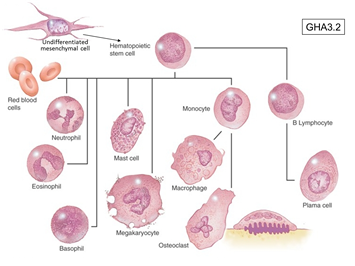 GHA3.2
Undifferentiated
mesenchymal cell
Hematopoietic
stem cell
Red blood
cells
Neutrophil
Monocyte
B Lymphocyte
Mast cell
Eosinophil
Macrophage
Plama cell
Basophil
Megakaryocyte
Osteoclast